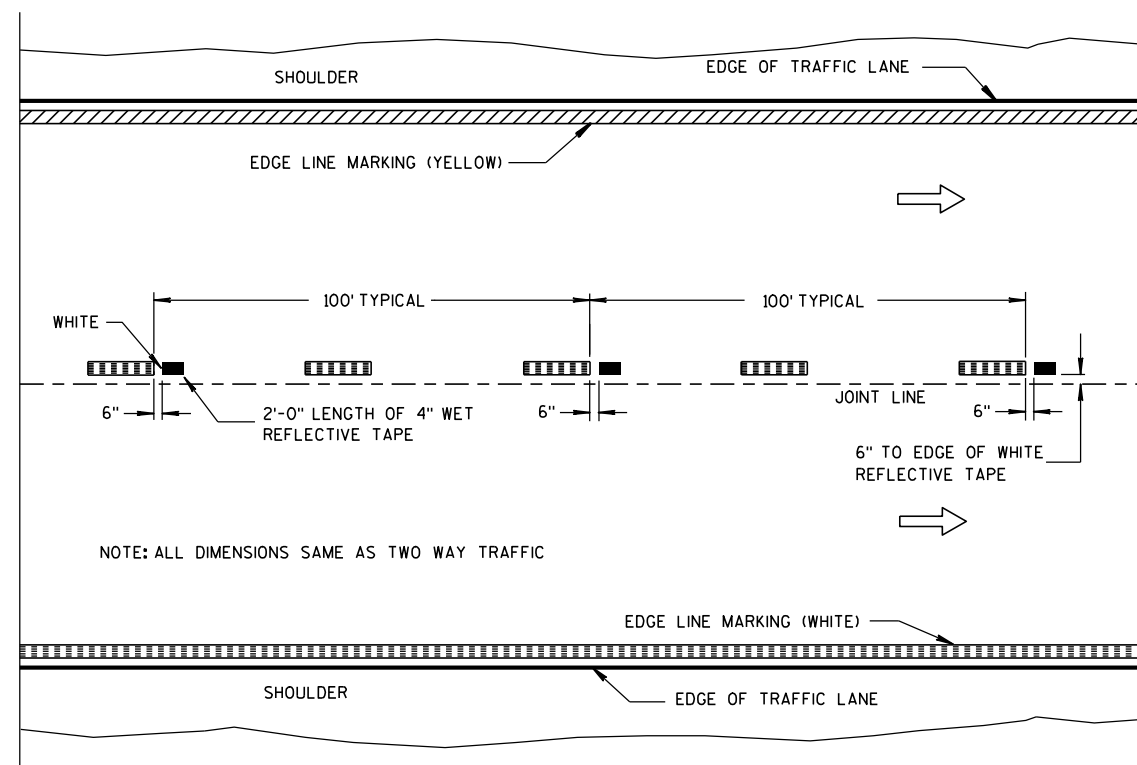 SHOULDER
EDGE OF TRAFFIC LANE
EDGE LINE MARKING (YELLOW)
100' TYPICAL
100' TYPICAL
WHITE
JOINT LINE
6"
2'-0" LENGTH OF 4" WET
REFLECTIVE TAPE
6"
6"
6" TO EDGE OF WHITE
REFLECTIVE TAPE
NOTE: ALL DIMENSIONS SAME AS TWO WAY TRAFFIC
EDGE LINE MARKING (WHITE)
SHOULDER
EDGE OF TRAFFIC LANE